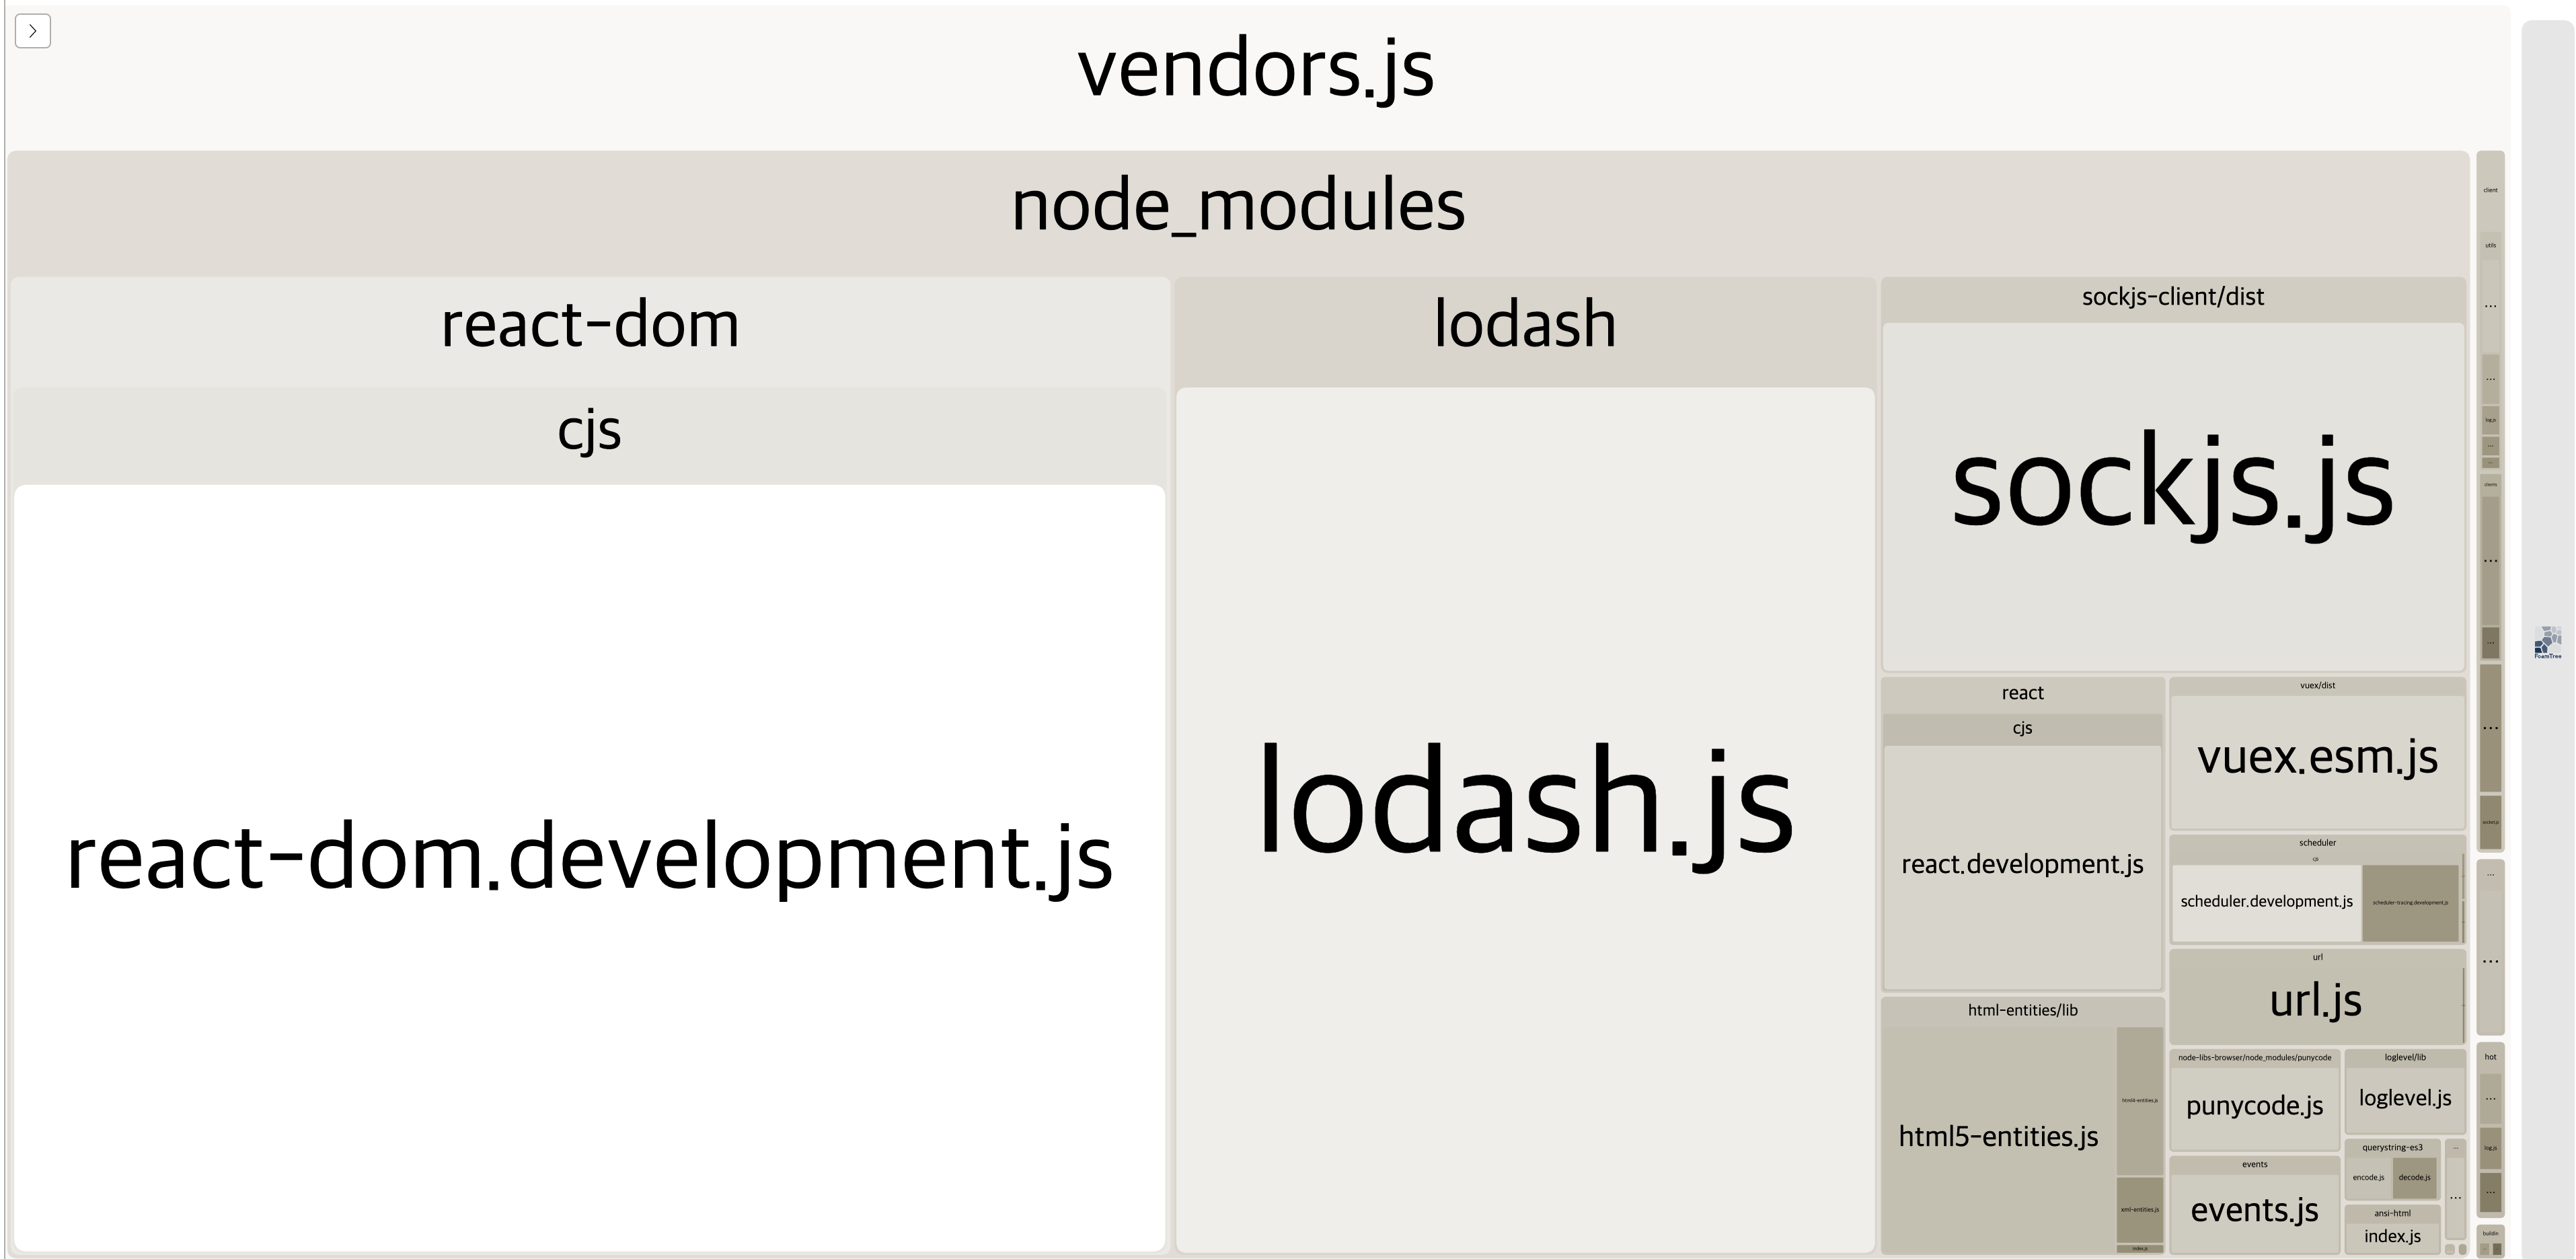 vendors.js
node_modules
client
react-dom
lodash
sockjs-client/dist
utils
...
cjs
sockjs.js
...
log.js
...
...
clients
...
...
react
vuex/dist
cjs
vuex.esm.js
...
react-dom.development.js
lodash.js
react.development.js
scheduler
cjs
scheduler.development.js
scheduler-tracing.development.js
socket.js
...
...
url
url.js
html-entities/lib
html5-entities.js
html4-entities.js
xml-entities.js
index.js
node-libs-browser/node_modules/punycode
punycode.js
loglevel/lib
loglevel.js
hot
...
log.js
...
events
events.js
querystring-es3
encode.js
decode.js
...
...
ansi-html
index.js
buildin
FoamTree